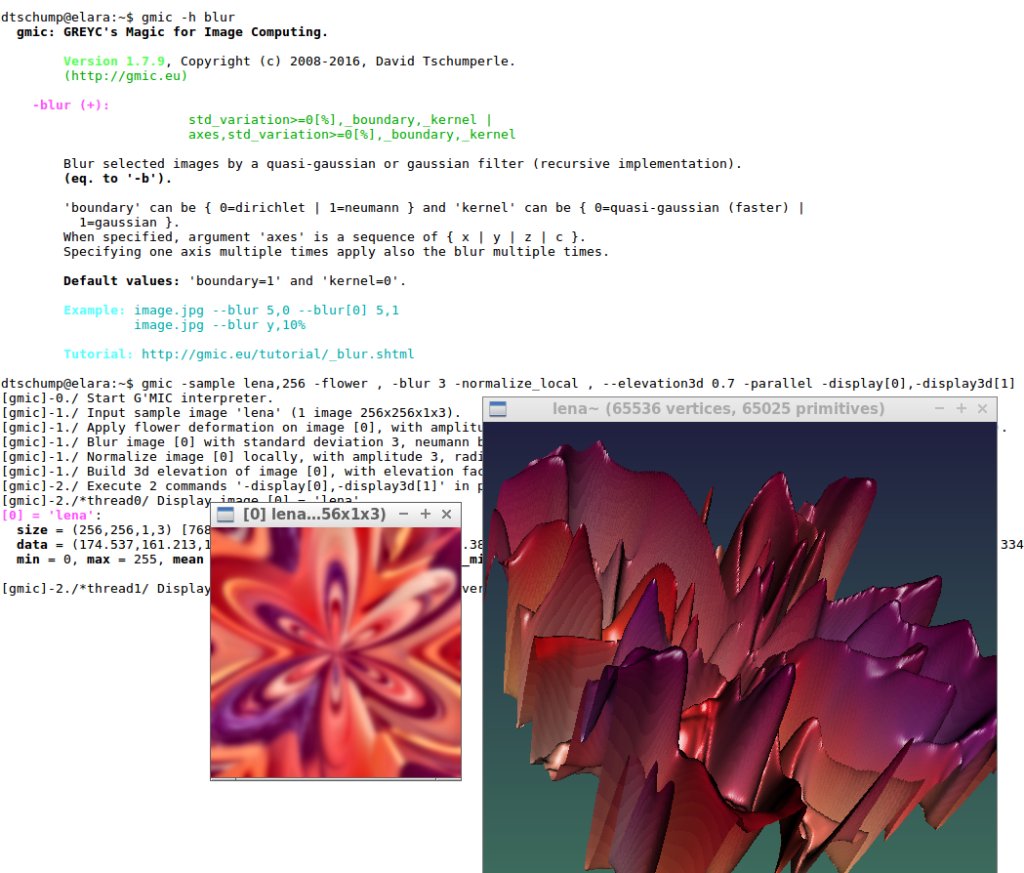 dtschump@elara:~$ gmic -h blur
gmic: GREYC's Magic for Image Computing.
Version 1.7.9, Copyright (c) 2008-2016, David Tschumperle.
(http://gmic.eu)
-blur (+):
std_variation>=0[%],_boundary,_kernel |
axes,std_variation>=0[%],_boundary,_kernel
Blur selected images by a quasi-gaussian or gaussian filter (recursive implementation).
(eq. to '-b').
'boundary' can be { 0=dirichlet | 1=neumann } and 'kernel' can be { 0=quasi-gaussian (faster) |
1=gaussian }.
When specified, argument 'axes' is a sequence of { x | y | z | c }.
Specifying one axis multiple times apply also the blur multiple times.
Default values: 'boundary=1' and 'kernel=0'.
Example: image.jpg --blur 5,0 --blur[0] 5,1
image.jpg --blur y,10%
Tutorial: http://gmic.eu/tutorial/_blur.shtml
dtschump@elara:~$ gmic -sample lena,256 -flower , -blur 3 -normalize_local , --elevation3d 0.7 -parallel -display[0],-display3d[1]
[gmic]-0./ Start G'MIC interpreter.
[gmic]-1./ Input sample image 'lena' (1 image 256x256x1x3).
[gmic]-1./ Apply flower deformation on image [0], with amplitu
[gmic]-1./ Blur image [0] with standard deviation 3, neumann b
[gmic]-1./ Normalize image [0] locally, with amplitude 3, radi
[gmic]-1./ Build 3d elevation of image [0], with elevation fac
[gmic]-2./ Execute 2 commands '-display[0],-display3d[1]' in p
[gmic]-2./*thread0/ Display image [0] = 'lena'
[0] = 'lena':
size = (256,256,1,3) [768
data = (174.537,161.213,1 .38 334
min = 0, max = 255, mean _mi
[gmic]-2./*thread1/ Display ver
[0] lena...56x1x3)
lena~ (65536 vertices, 65025 primitives)